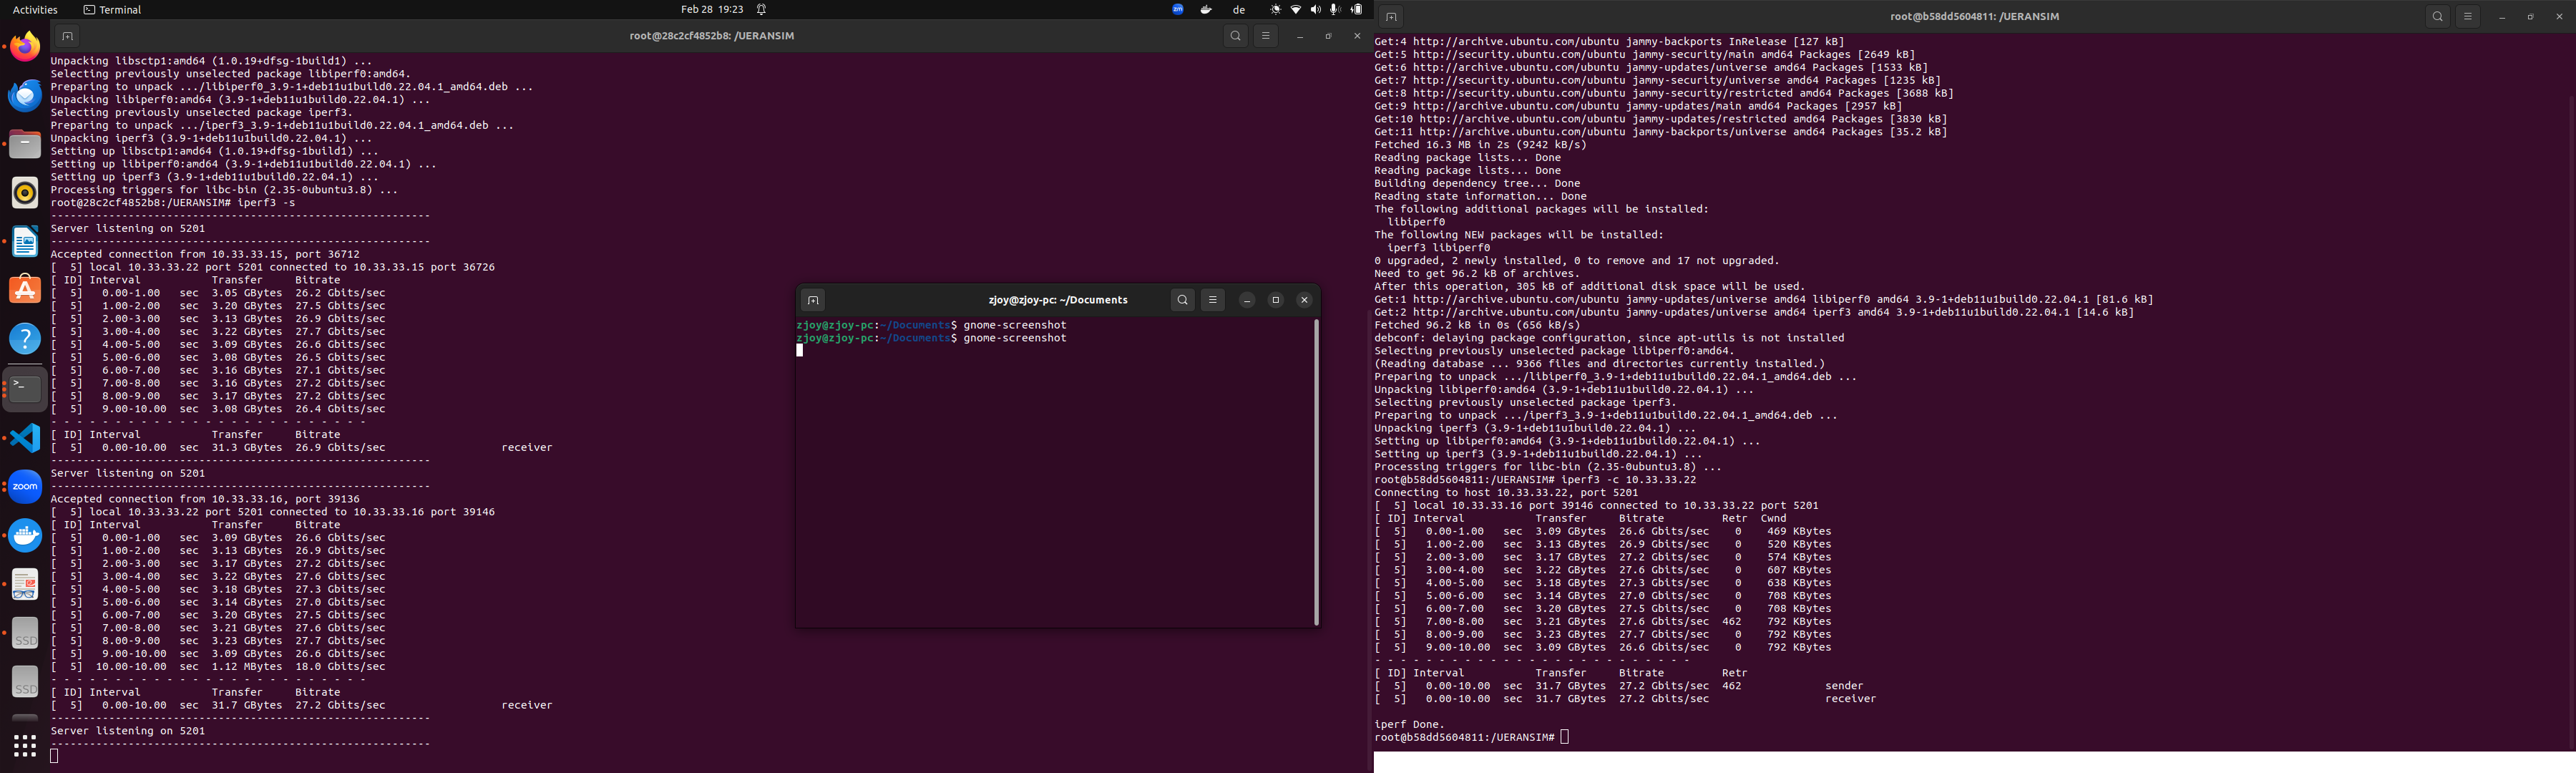 Activities
Terminal
Feb 28 19:23
zm
de
root@28c2cf4852b8: /UERANSIM
Unpacking libsctp1:amd64 (1.0.19+dfsg-1build1) ...
Selecting previously unselected package libiperf0:amd64.
Preparing to unpack .../libiperf0_3.9-1+deb11u1build0.22.04.1_amd64.deb ...
Unpacking libiperf0:amd64 (3.9-1+deb11u1build0.22.04.1) ...
Selecting previously unselected package iperf3.
Preparing to unpack .../iperf3_3.9-1+deb11u1build0.22.04.1_amd64.deb ...
Unpacking iperf3 (3.9-1+deb11u1build0.22.04.1) ...
Setting up libsctp1:amd64 (1.0.19+dfsg-1build1) ...
Setting up libiperf0:amd64 (3.9-1+deb11u1build0.22.04.1) ...
Setting up iperf3 (3.9-1+deb11u1build0.22.04.1) ...
Processing triggers for libc-bin (2.35-0ubuntu3.8) ...
root@28c2cf4852b8:/UERANSIM# iperf3 -s
-----------------------------------------------------------
Server listening on 5201
-----------------------------------------------------------
Accepted connection from 10.33.33.15, port 36712
[  5] local 10.33.33.22 port 5201 connected to 10.33.33.15 port 36726
[ ID] Interval           Transfer     Bitrate
[  5]   0.00-1.00   sec  3.05 GBytes  26.2 Gbits/sec
[  5]   1.00-2.00   sec  3.20 GBytes  27.5 Gbits/sec
[  5]   2.00-3.00   sec  3.13 GBytes  26.9 Gbits/sec
[  5]   3.00-4.00   sec  3.22 GBytes  27.7 Gbits/sec
[  5]   4.00-5.00   sec  3.09 GBytes  26.6 Gbits/sec
[  5]   5.00-6.00   sec  3.08 GBytes  26.5 Gbits/sec
[  5]   6.00-7.00   sec  3.16 GBytes  27.1 Gbits/sec
[  5]   7.00-8.00   sec  3.16 GBytes  27.2 Gbits/sec
[  5]   8.00-9.00   sec  3.17 GBytes  27.2 Gbits/sec
[  5]   9.00-10.00  sec  3.08 GBytes  26.4 Gbits/sec
- - - - - - - - - - - - - - - - - - - - - - - - -
[ ID] Interval           Transfer     Bitrate
[  5]   0.00-10.00  sec  31.3 GBytes  26.9 Gbits/sec                  receiver
-----------------------------------------------------------
Server listening on 5201
-----------------------------------------------------------
Accepted connection from 10.33.33.16, port 39136
[  5] local 10.33.33.22 port 5201 connected to 10.33.33.16 port 39146
[ ID] Interval           Transfer     Bitrate
[  5]   0.00-1.00   sec  3.09 GBytes  26.6 Gbits/sec
[  5]   1.00-2.00   sec  3.13 GBytes  26.9 Gbits/sec
[  5]   2.00-3.00   sec  3.17 GBytes  27.2 Gbits/sec
[  5]   3.00-4.00   sec  3.22 GBytes  27.6 Gbits/sec
[  5]   4.00-5.00   sec  3.18 GBytes  27.3 Gbits/sec
[  5]   5.00-6.00   sec  3.14 GBytes  27.0 Gbits/sec
[  5]   6.00-7.00   sec  3.20 GBytes  27.5 Gbits/sec
[  5]   7.00-8.00   sec  3.21 GBytes  27.6 Gbits/sec
[  5]   8.00-9.00   sec  3.23 GBytes  27.7 Gbits/sec
[  5]   9.00-10.00  sec  3.09 GBytes  26.6 Gbits/sec
[  5]  10.00-10.00  sec  1.12 MBytes  18.0 Gbits/sec
- - - - - - - - - - - - - - - - - - - - - - - - -
[ ID] Interval           Transfer     Bitrate
[  5]   0.00-10.00  sec  31.7 GBytes  27.2 Gbits/sec                  receiver
-----------------------------------------------------------
Server listening on 5201
-----------------------------------------------------------
zoom
SSD
SSD
zjoy@zjoy-pc: ~/Documents
zjoy@zjoy-pc:~/Documents$ gnome-screenshot
zjoy@zjoy-pc:~/Documents$ gnome-screenshot
root@b58dd5604811: /UERANSIM
Get:4 http://archive.ubuntu.com/ubuntu jammy-backports InRelease [127 kB]
Get:5 http://security.ubuntu.com/ubuntu jammy-security/main amd64 Packages [2649 kB]
Get:6 http://archive.ubuntu.com/ubuntu jammy-updates/universe amd64 Packages [1533 kB]
Get:7 http://security.ubuntu.com/ubuntu jammy-security/universe amd64 Packages [1235 kB]
Get:8 http://security.ubuntu.com/ubuntu jammy-security/restricted amd64 Packages [3688 kB]
Get:9 http://archive.ubuntu.com/ubuntu jammy-updates/main amd64 Packages [2957 kB]
Get:10 http://archive.ubuntu.com/ubuntu jammy-updates/restricted amd64 Packages [3830 kB]
Get:11 http://archive.ubuntu.com/ubuntu jammy-backports/universe amd64 Packages [35.2 kB]
Fetched 16.3 MB in 2s (9242 kB/s)
Reading package lists... Done
Reading package lists... Done
Building dependency tree... Done
Reading state information... Done
The following additional packages will be installed:
  libiperf0
The following NEW packages will be installed:
  iperf3 libiperf0
0 upgraded, 2 newly installed, 0 to remove and 17 not upgraded.
Need to get 96.2 kB of archives.
After this operation, 305 kB of additional disk space will be used.
Get:1 http://archive.ubuntu.com/ubuntu jammy-updates/universe amd64 libiperf0 amd64 3.9-1+deb11u1build0.22.04.1 [81.6 kB]
Get:2 http://archive.ubuntu.com/ubuntu jammy-updates/universe amd64 iperf3 amd64 3.9-1+deb11u1build0.22.04.1 [14.6 kB]
Fetched 96.2 kB in 0s (656 kB/s)
debconf: delaying package configuration, since apt-utils is not installed
Selecting previously unselected package libiperf0:amd64.
(Reading database ... 9366 files and directories currently installed.)
Preparing to unpack .../libiperf0_3.9-1+deb11u1build0.22.04.1_amd64.deb ...
Unpacking libiperf0:amd64 (3.9-1+deb11u1build0.22.04.1) ...
Selecting previously unselected package iperf3.
Preparing to unpack .../iperf3_3.9-1+deb11u1build0.22.04.1_amd64.deb ...
Unpacking iperf3 (3.9-1+deb11u1build0.22.04.1) ...
Setting up libiperf0:amd64 (3.9-1+deb11u1build0.22.04.1) ...
Setting up iperf3 (3.9-1+deb11u1build0.22.04.1) ...
Processing triggers for libc-bin (2.35-0ubuntu3.8) ...
root@b58dd5604811:/UERANSIM# iperf3 -c 10.33.33.22
Connecting to host 10.33.33.22, port 5201
[  5] local 10.33.33.16 port 39146 connected to 10.33.33.22 port 5201
[ ID] Interval           Transfer     Bitrate         Retr  Cwnd
[  5]   0.00-1.00   sec  3.09 GBytes  26.6 Gbits/sec    0    469 KBytes
[  5]   1.00-2.00   sec  3.13 GBytes  26.9 Gbits/sec    0    520 KBytes
[  5]   2.00-3.00   sec  3.17 GBytes  27.2 Gbits/sec    0    574 KBytes
[  5]   3.00-4.00   sec  3.22 GBytes  27.6 Gbits/sec    0    607 KBytes
[  5]   4.00-5.00   sec  3.18 GBytes  27.3 Gbits/sec    0    638 KBytes
[  5]   5.00-6.00   sec  3.14 GBytes  27.0 Gbits/sec    0    708 KBytes
[  5]   6.00-7.00   sec  3.20 GBytes  27.5 Gbits/sec    0    708 KBytes
[  5]   7.00-8.00   sec  3.21 GBytes  27.6 Gbits/sec  462    792 KBytes
[  5]   8.00-9.00   sec  3.23 GBytes  27.7 Gbits/sec    0    792 KBytes
[  5]   9.00-10.00  sec  3.09 GBytes  26.6 Gbits/sec    0    792 KBytes
- - - - - - - - - - - - - - - - - - - - - - - - -
[ ID] Interval           Transfer     Bitrate         Retr
[  5]   0.00-10.00  sec  31.7 GBytes  27.2 Gbits/sec  462             sender
[  5]   0.00-10.00  sec  31.7 GBytes  27.2 Gbits/sec                  receiver
iperf Done.
root@b58dd5604811:/UERANSIM#